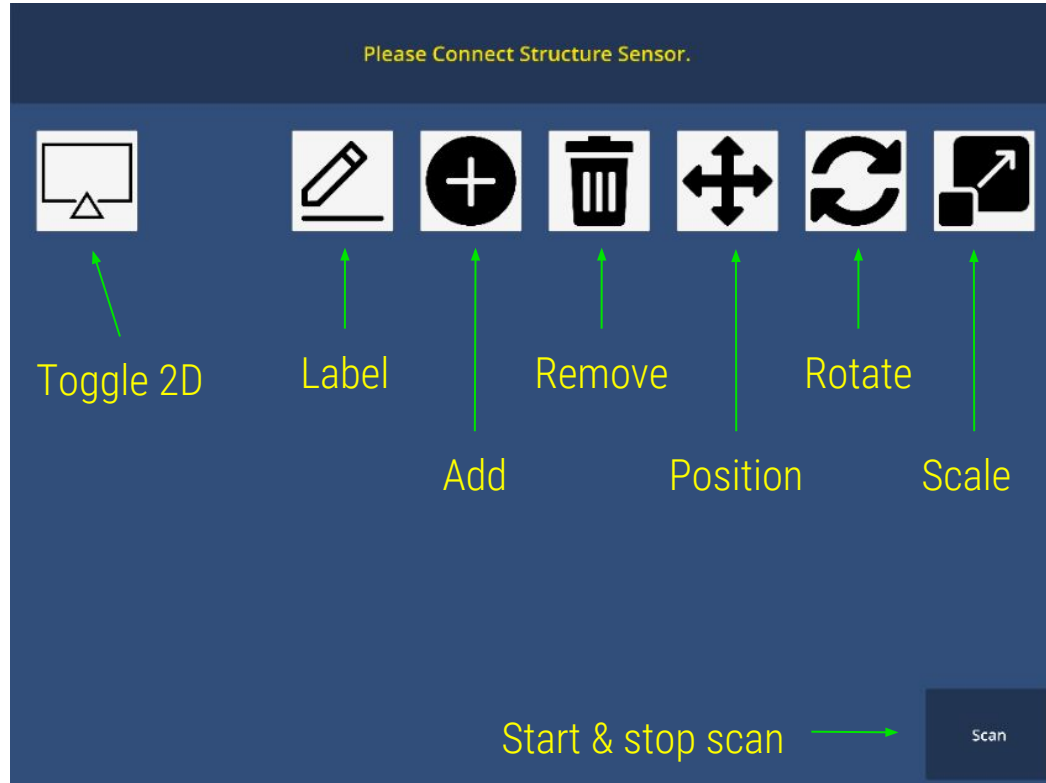 Please Connect Structure Sensor.
Toggle 2D
Label
Remove
Rotate
Add
Position
Scale
Start & stop scan
Scan